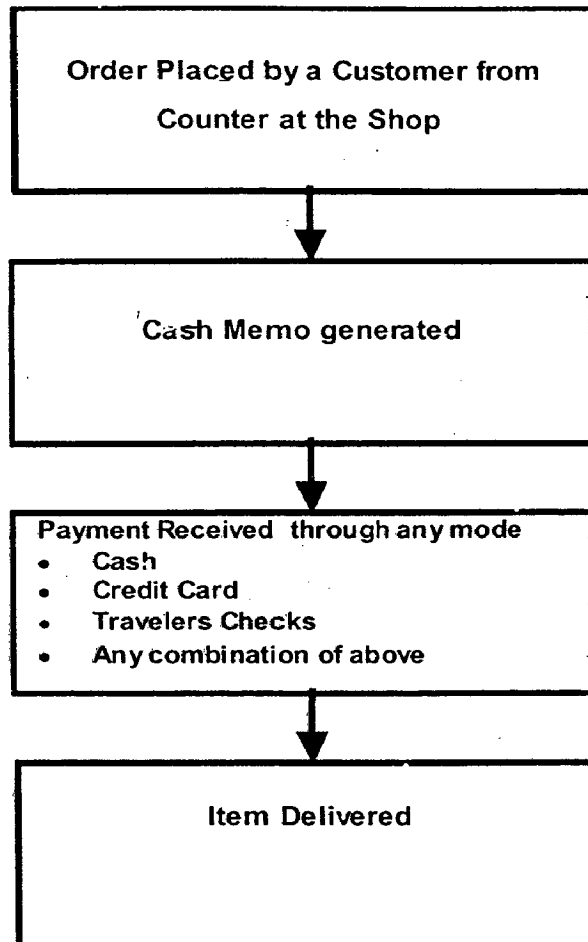 Order Placed by a Customer from
Counter at the Shop
Cash Memo generated
Payment Received through any mode
• Cash
• Credit Card
• Travelers Checks
• Any combination of above
Item Delivered